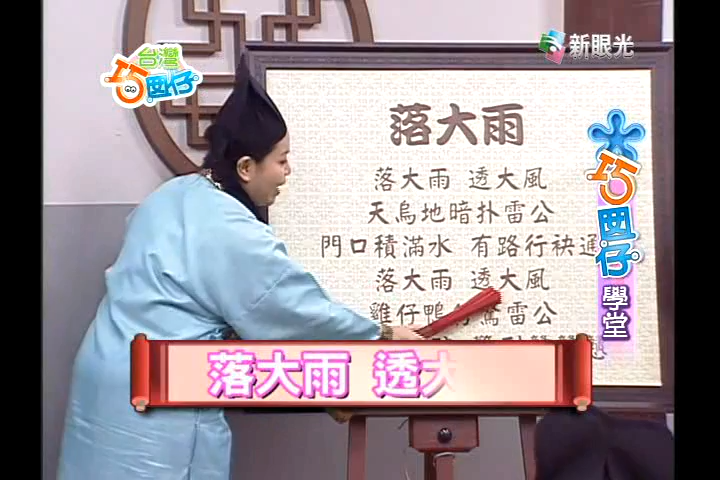 台灣
巧囡仔
新眼光
落大雨
落大雨 透大風
天烏地暗扑雷公
門口積滿水 有路行袂通
落大雨 透大風
雞仔鴨 驚雷公
巧囡仔
學堂
落大雨 透大